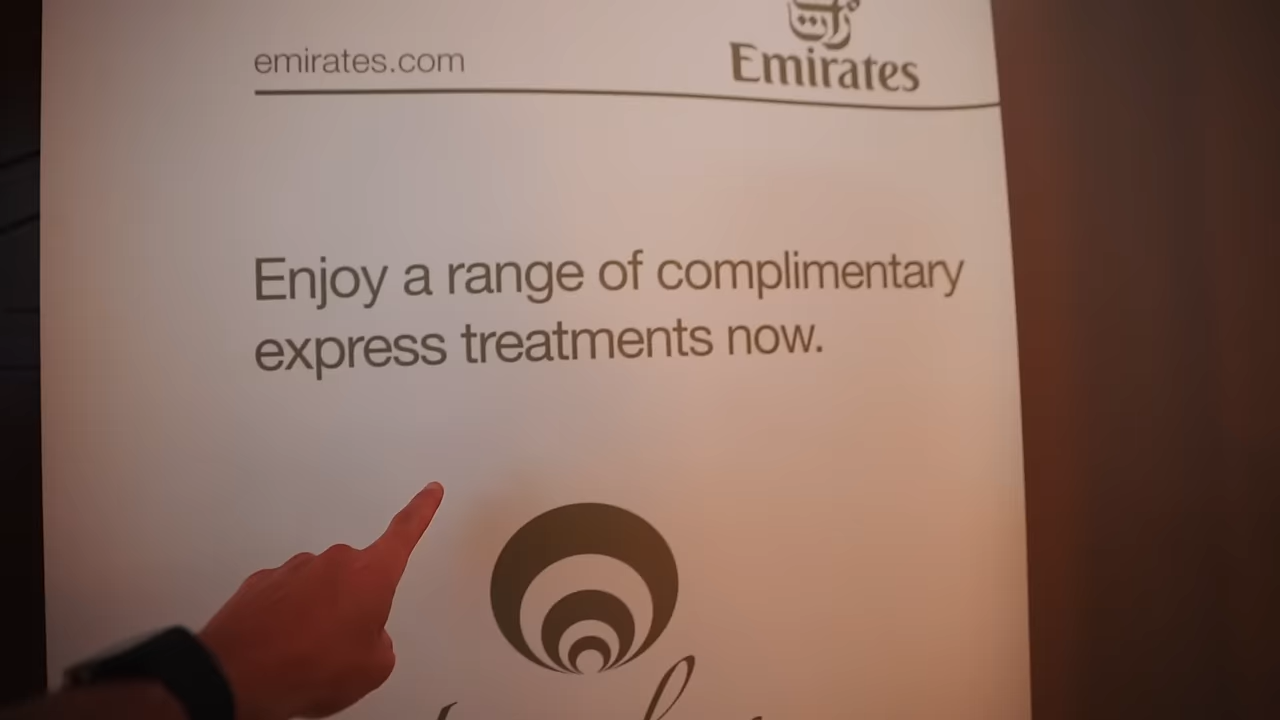 emirates.com
Emirates
Enjoy a range of complimentary
express treatments now.